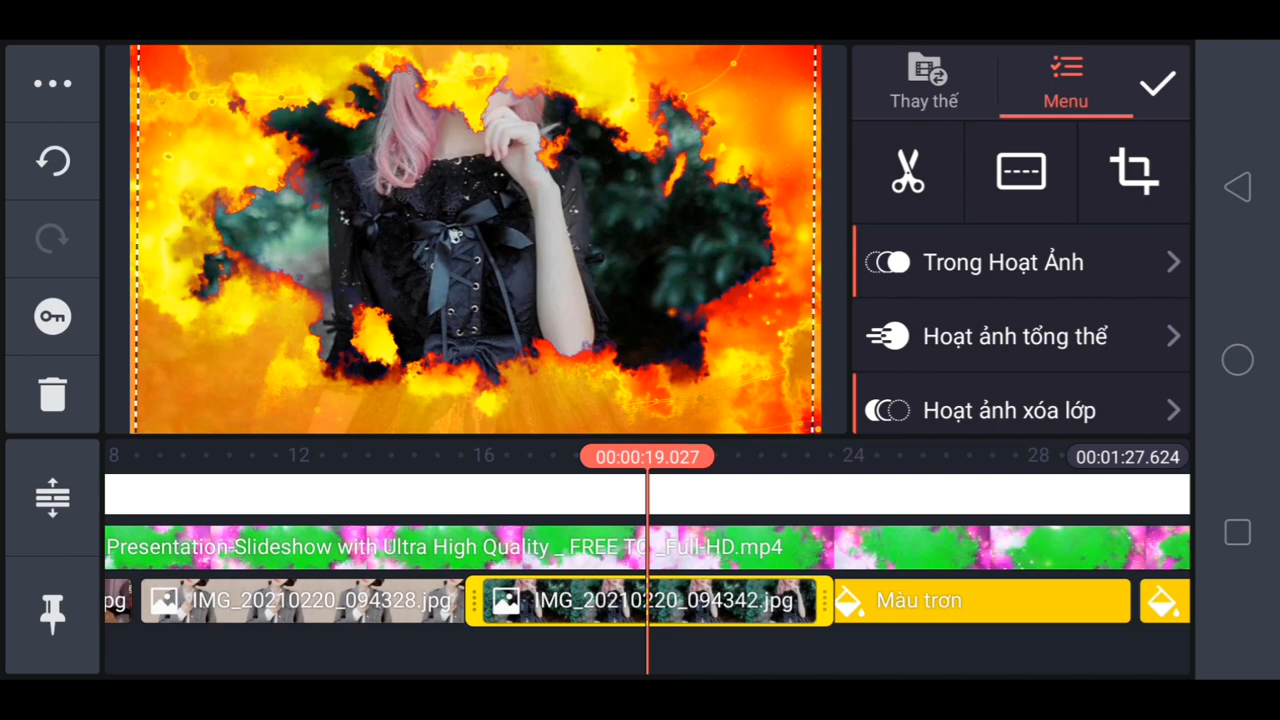 Thay thế
Menu
Trong Hoạt Ảnh
Hoạt ảnh tổng thể
Hoạt ảnh xóa lớp
8
12
16
00:00:19.027
24
28
00:01:27.624
Presentation-Slideshow with Ultra High Quality _ FREE TO _Full-HD.mp4
pg
IMG_20210220_094328.jpg
IMG_20210220_094342.jpg
Màu trơn